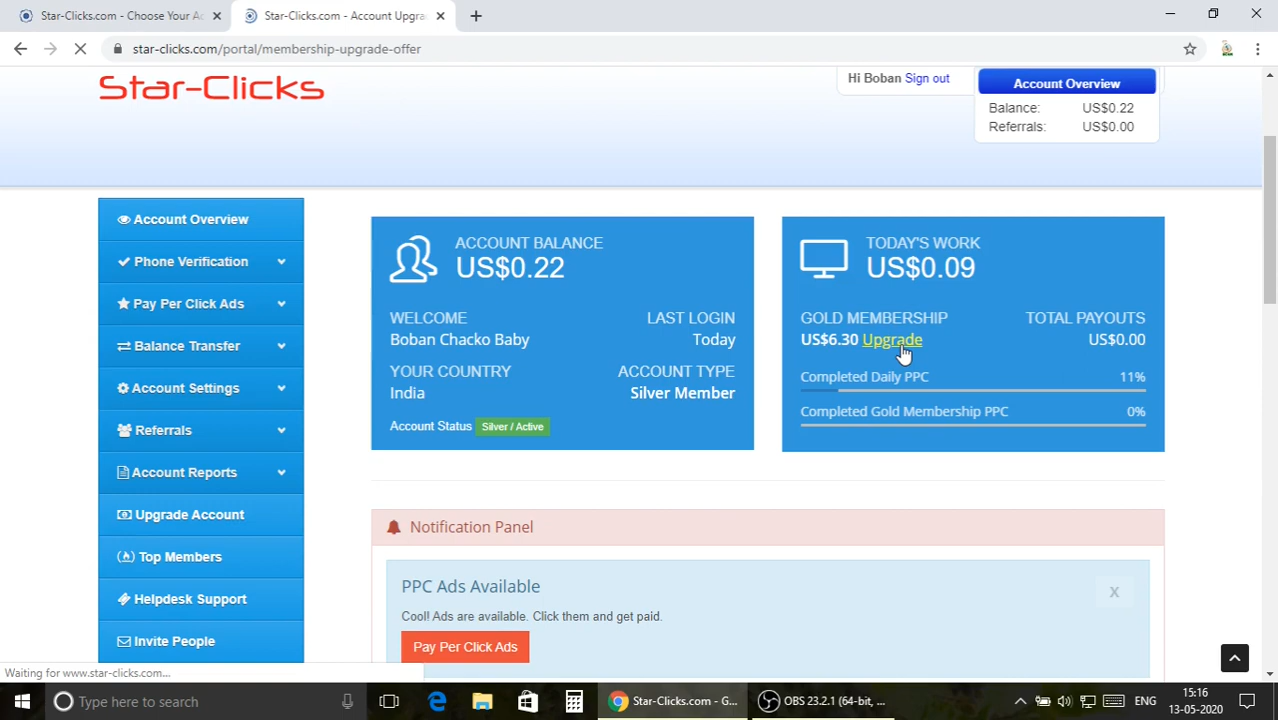 Star-Clicks.com - Choose Your Ac
Star-Clicks.com - Account Upgra
star-clicks.com/portal/membership-upgrade-offer
Star-Clicks
Hi Boban Sign out
Account Overview
Balance: US$0.22
Referrals: US$0.00
Account Overview
Phone Verification
Pay Per Click Ads
Balance Transfer
Account Settings
Referrals
Account Reports
Upgrade Account
Top Members
Helpdesk Support
Invite People
ACCOUNT BALANCE
US$0.22
WELCOME LAST LOGIN
Boban Chacko Baby Today
YOUR COUNTRY ACCOUNT TYPE
India Silver Member
Account Status Silver / Active
TODAY'S WORK
US$0.09
GOLD MEMBERSHIP TOTAL PAYOUTS
US$6.30 Upgrade US$0.00
Completed Daily PPC 11%
Completed Gold Membership PPC 0%
Notification Panel
PPC Ads Available
X
Cool! Ads are available. Click them and get paid.
Pay Per Click Ads
Waiting for www.star-clicks.com...
Type here to search
Star-Clicks.com - G...
OBS 23.2.1 (64-bit, ...
ENG
15:16
13-05-2020